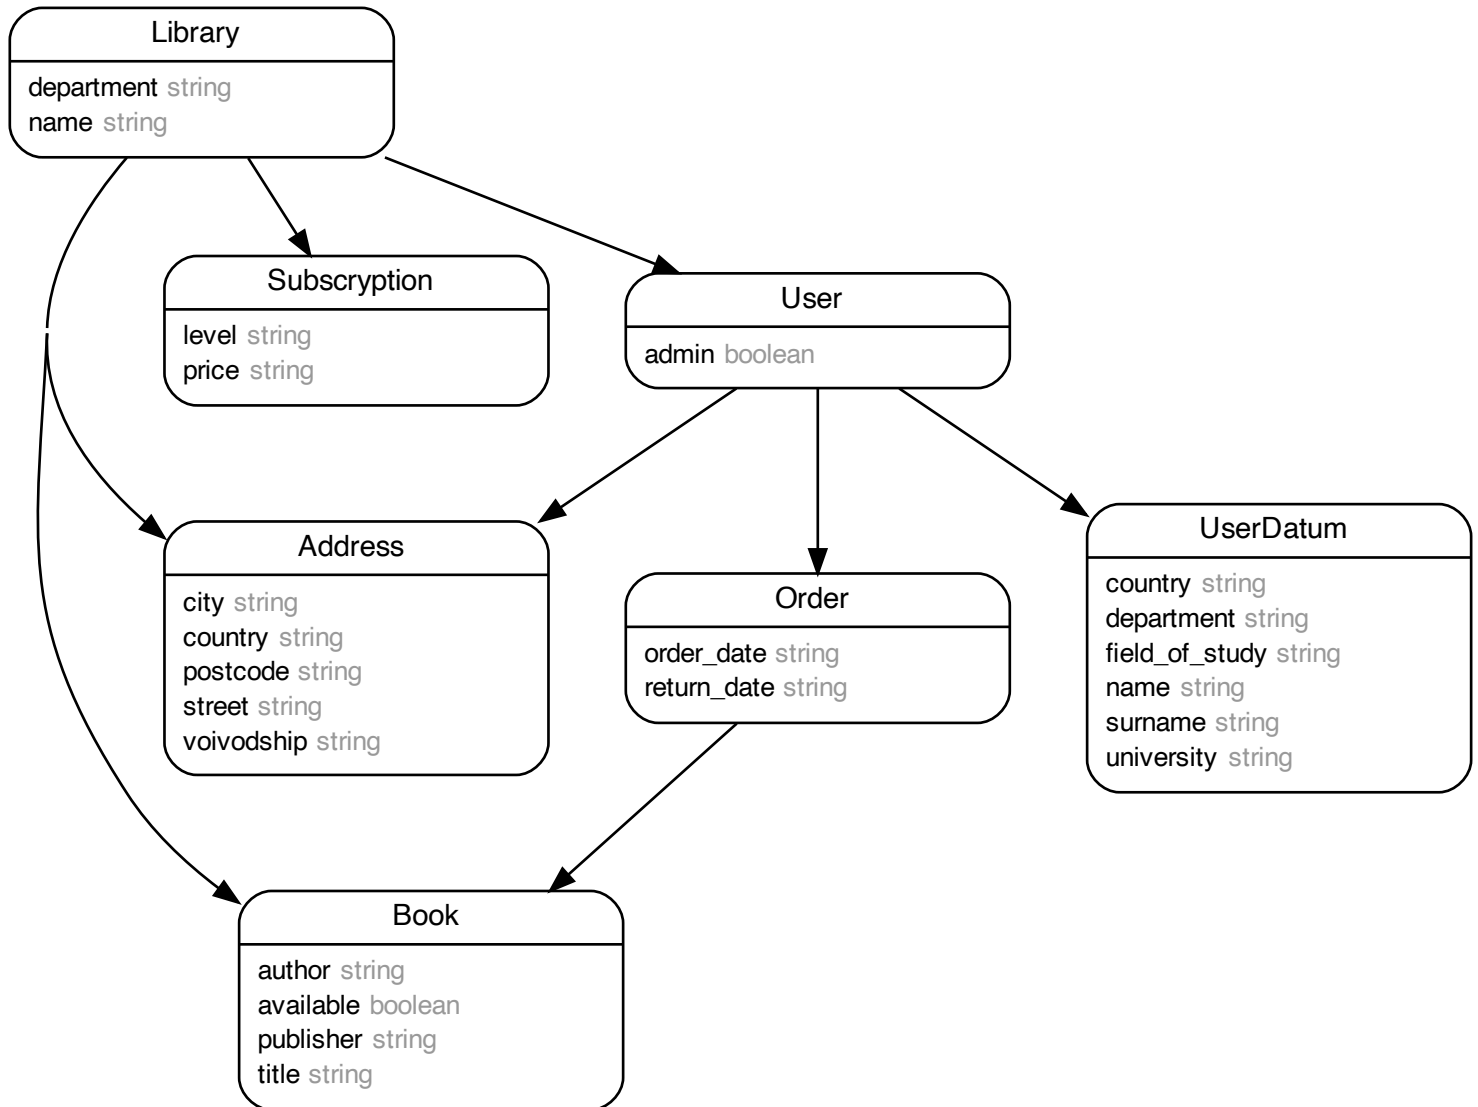 Library
department string
name string
Subscryption
level string
price string
User
admin boolean
Address
city string
country string
postcode string
street string
voivodship string
Order
order_date string
return_date string
UserDatum
country string
department string
field_of_study string
name string
surname string
university string
Book
author string
available boolean
publisher string
title string